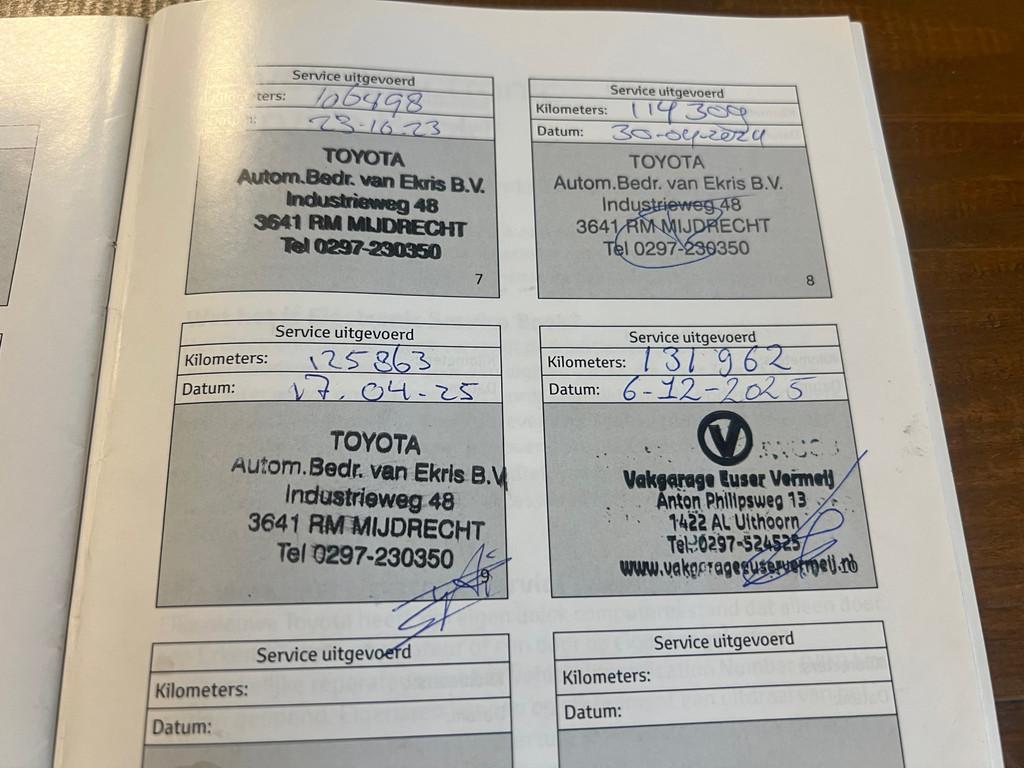 Service uitgevoerd
Kilometers: 106498
23-10-23
TOYOTA
Autom.Bedr. van Ekris B.V.
Industrieweg 48
3641 RM MIJDRECHT
Tel 0297-230350
7
Service uitgevoerd
Kilometers: 114309
Datum: 30-04-2024
TOYOTA
Autom.Bedr. van Ekris B.V.
Industrieweg 48
3641 RM MIJDRECHT
Tel 0297-230350
8
Service uitgevoerd
Kilometers: 125863
Datum: 17.04-25
TOYOTA
Autom.Bedr. van Ekris B.V
Industrieweg 48
3641 RM MIJDRECHT
Tel 0297-230350
9
Service uitgevoerd
Kilometers: 131962
Datum: 6-12-2025
V
Vakgarage Euser Vermeij
Anton Philipsweg 13
1422 AL Uithoorn
Tel: 0297-524525
www.vakgarageeuservermeij.nl
10
Service uitgevoerd
Kilometers:
Datum:
Service uitgevoerd
Kilometers:
Datum: